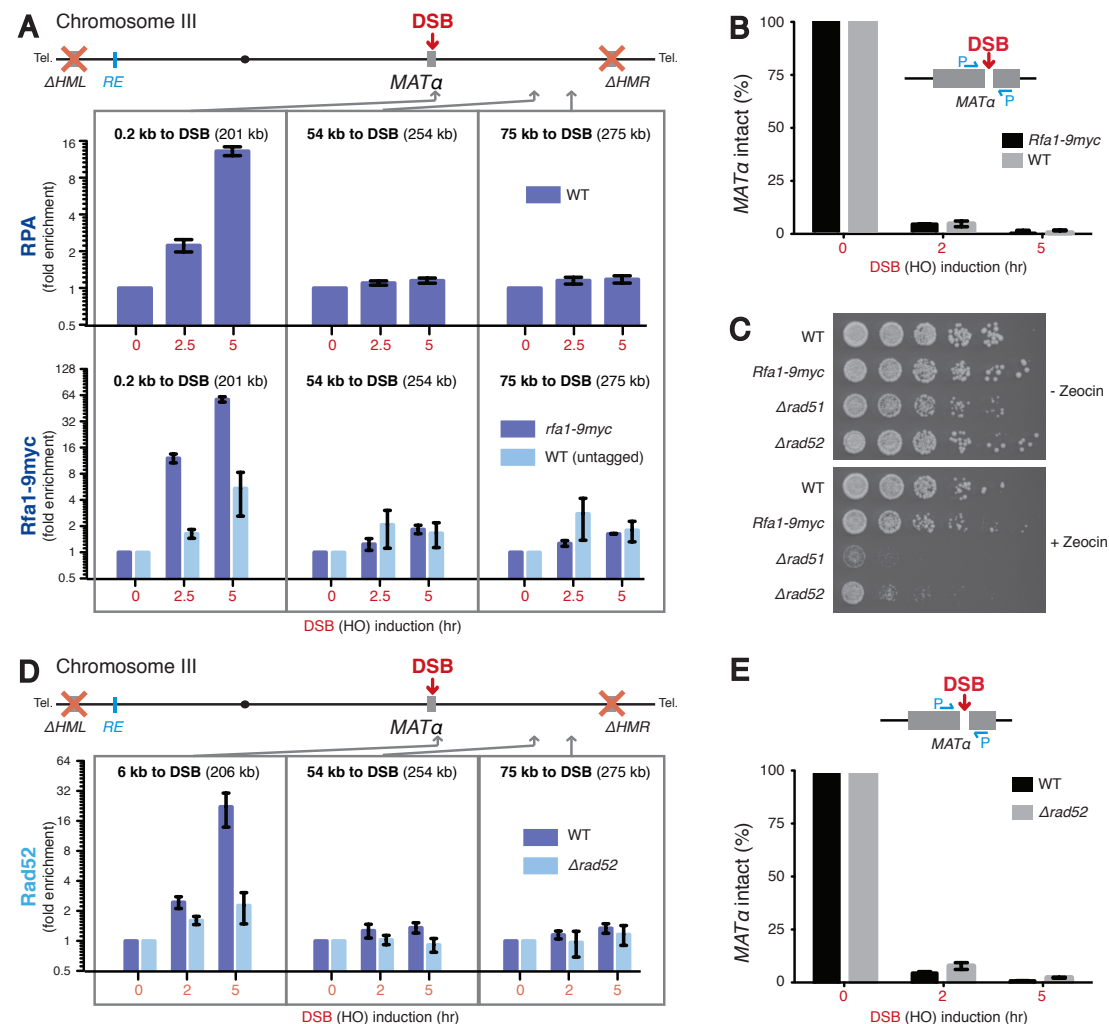 A Chromosome III
DSB
Tel. Tel.
ΔHML RE MATα ΔHMR
0.2 kb to DSB (201 kb) 54 kb to DSB (254 kb) 75 kb to DSB (275 kb)
RPA
(fold enrichment)
16
8
4
2
1
0.5
WT
0 2.5 5 0 2.5 5 0 2.5 5
0.2 kb to DSB (201 kb) 54 kb to DSB (254 kb) 75 kb to DSB (275 kb)
Rfa1-9myc
(fold enrichment)
128
64
32
16
8
4
2
1
0.5
rfa1-9myc
WT (untagged)
0 2.5 5 0 2.5 5 0 2.5 5
DSB (HO) induction (hr)
B
MATα intact (%)
100
75
50
25
0
DSB
P
MATα P
Rfa1-9myc
WT
0 2 5
DSB (HO) induction (hr)
C
WT
Rfa1-9myc
Δrad51
Δrad52
- Zeocin
WT
Rfa1-9myc
Δrad51
Δrad52
+ Zeocin
D Chromosome III
DSB
Tel. Tel.
ΔHML RE MATα ΔHMR
6 kb to DSB (206 kb) 54 kb to DSB (254 kb) 75 kb to DSB (275 kb)
Rad52
(fold enrichment)
64
32
16
8
4
2
1
0.5
WT
Δrad52
0 2 5 0 2 5 0 2 5
DSB (HO) induction (hr)
E
DSB
P
MATα P
MATα intact (%)
100
75
50
25
0
WT
Δrad52
0 2 5
DSB (HO) induction (hr)